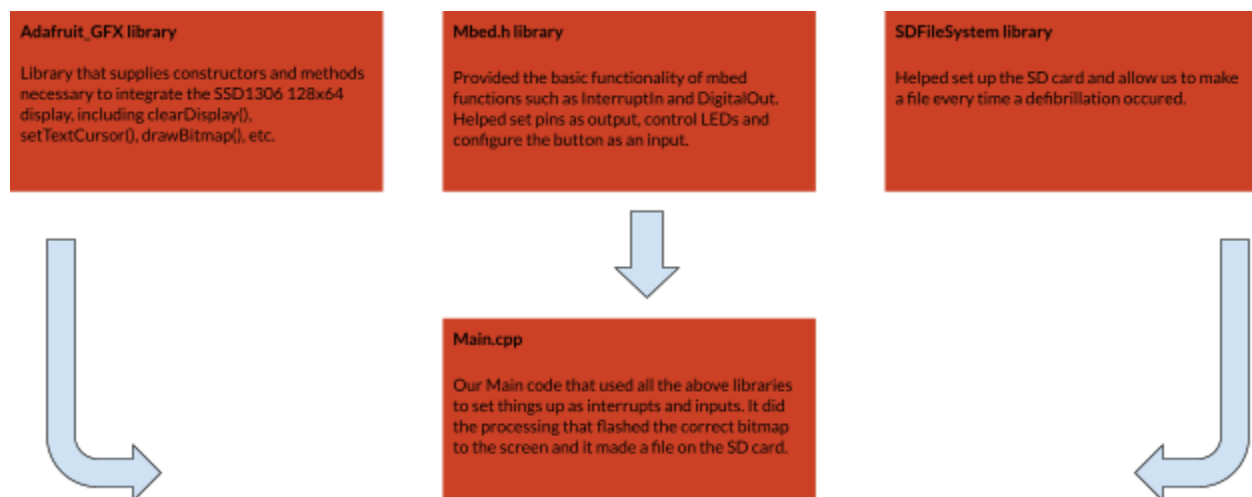 Adafruit_GFX library
Library that supplies constructors and methods
necessary to integrate the SSD1306 128x64
display, including clearDisplay(),
setTextCursor(), drawBitmap(), etc.
Mbed.h library
Provided the basic functionality of mbed
functions such as InterruptIn and DigitalOut.
Helped set pins as output, control LEDs and
configure the button as an input.
SDFileSystem library
Helped set up the SD card and allow us to make
a file every time a defibrillation occured.
Main.cpp
Our Main code that used all the above libraries
to set things up as interrupts and inputs. It did
the processing that flashed the correct bitmap
to the screen and it made a file on the SD card.